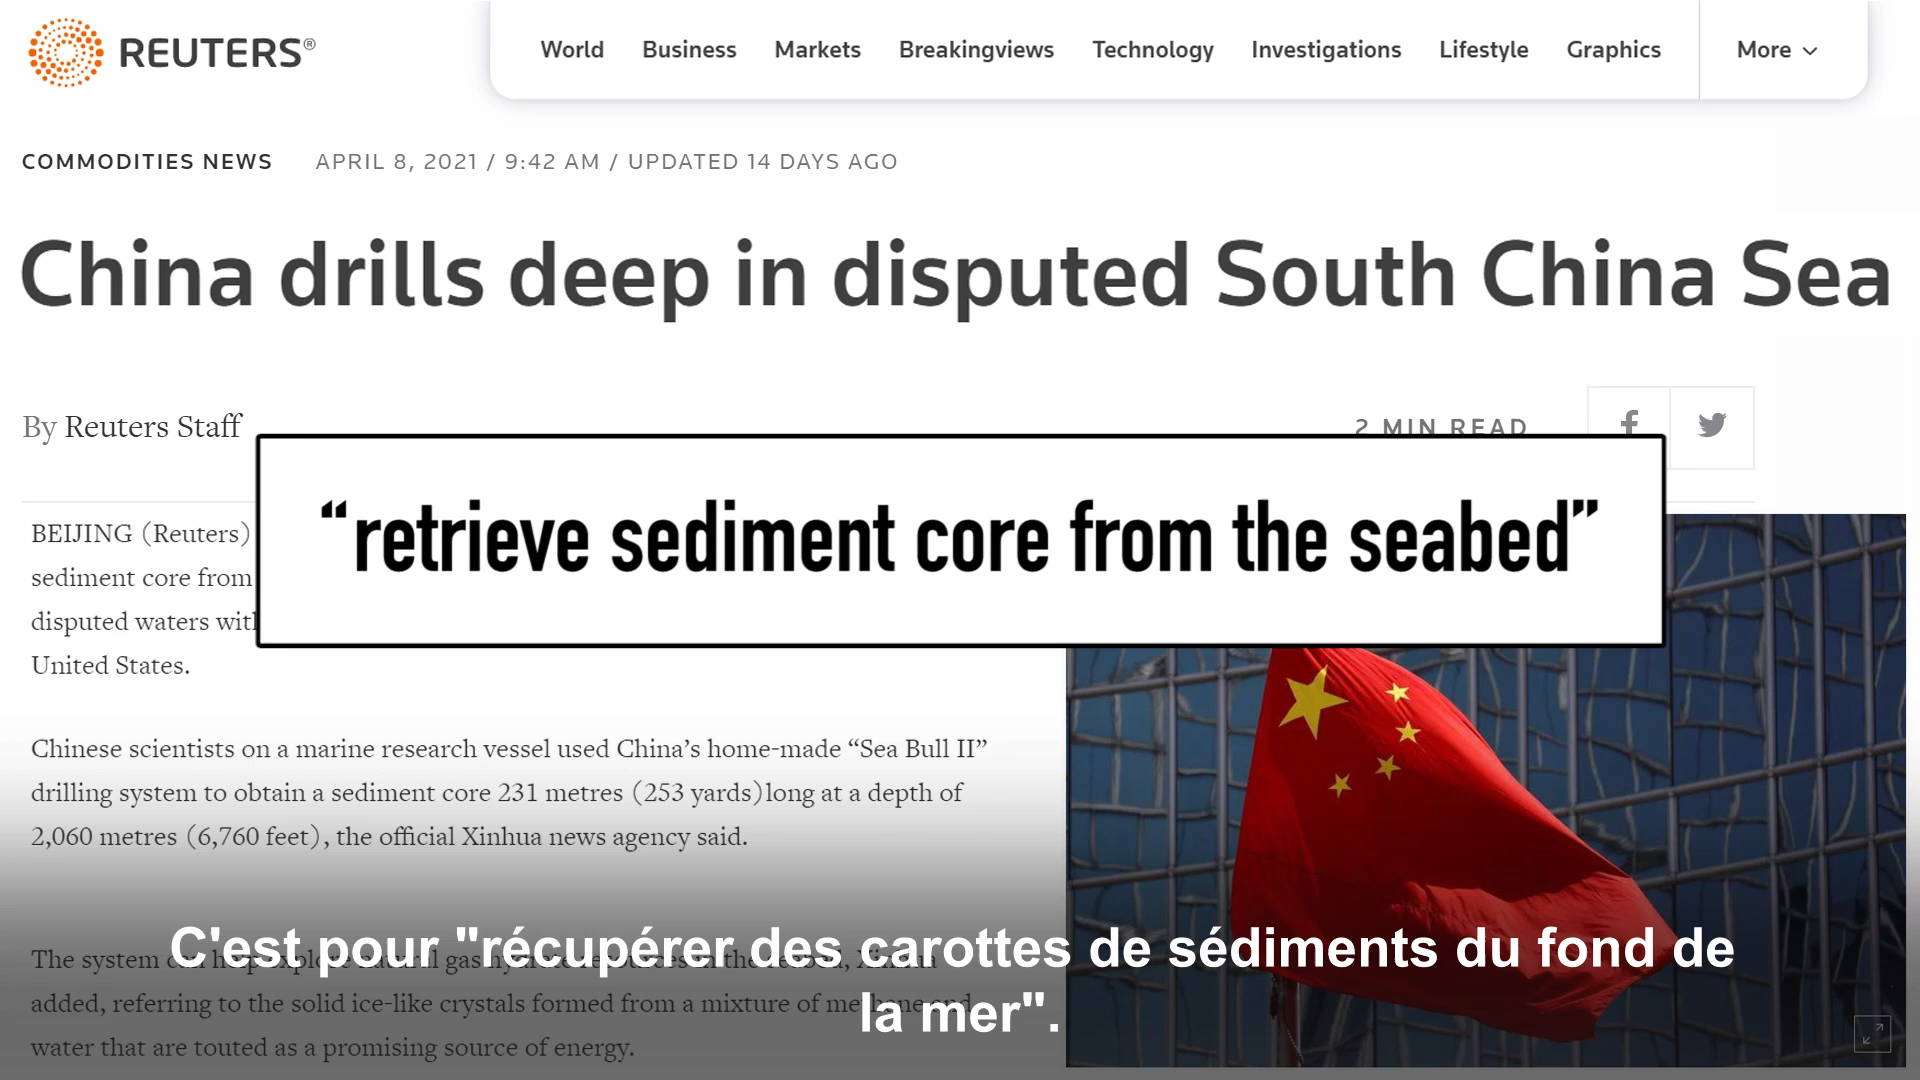 REUTERS®
World Business Markets Breakingviews Technology Investigations Lifestyle Graphics More
COMMODITIES NEWS APRIL 8, 2021 / 9:42 AM / UPDATED 14 DAYS AGO
China drills deep in disputed South China Sea
By Reuters Staff
2 MIN READ
“retrieve sediment core from the seabed”
BEIJING (Reuters)
sediment core from
disputed waters with
United States.
Chinese scientists on a marine research vessel used China’s home-made “Sea Bull II”
drilling system to obtain a sediment core 231 metres (253 yards)long at a depth of
2,060 metres (6,760 feet), the official Xinhua news agency said.
The system can help explore natural gas hydrate resources in the seabed, Xinhua
added, referring to the solid ice-like crystals formed from a mixture of methane and
water that are touted as a promising source of energy.
C'est pour "récupérer des carottes de sédiments du fond de
la mer".